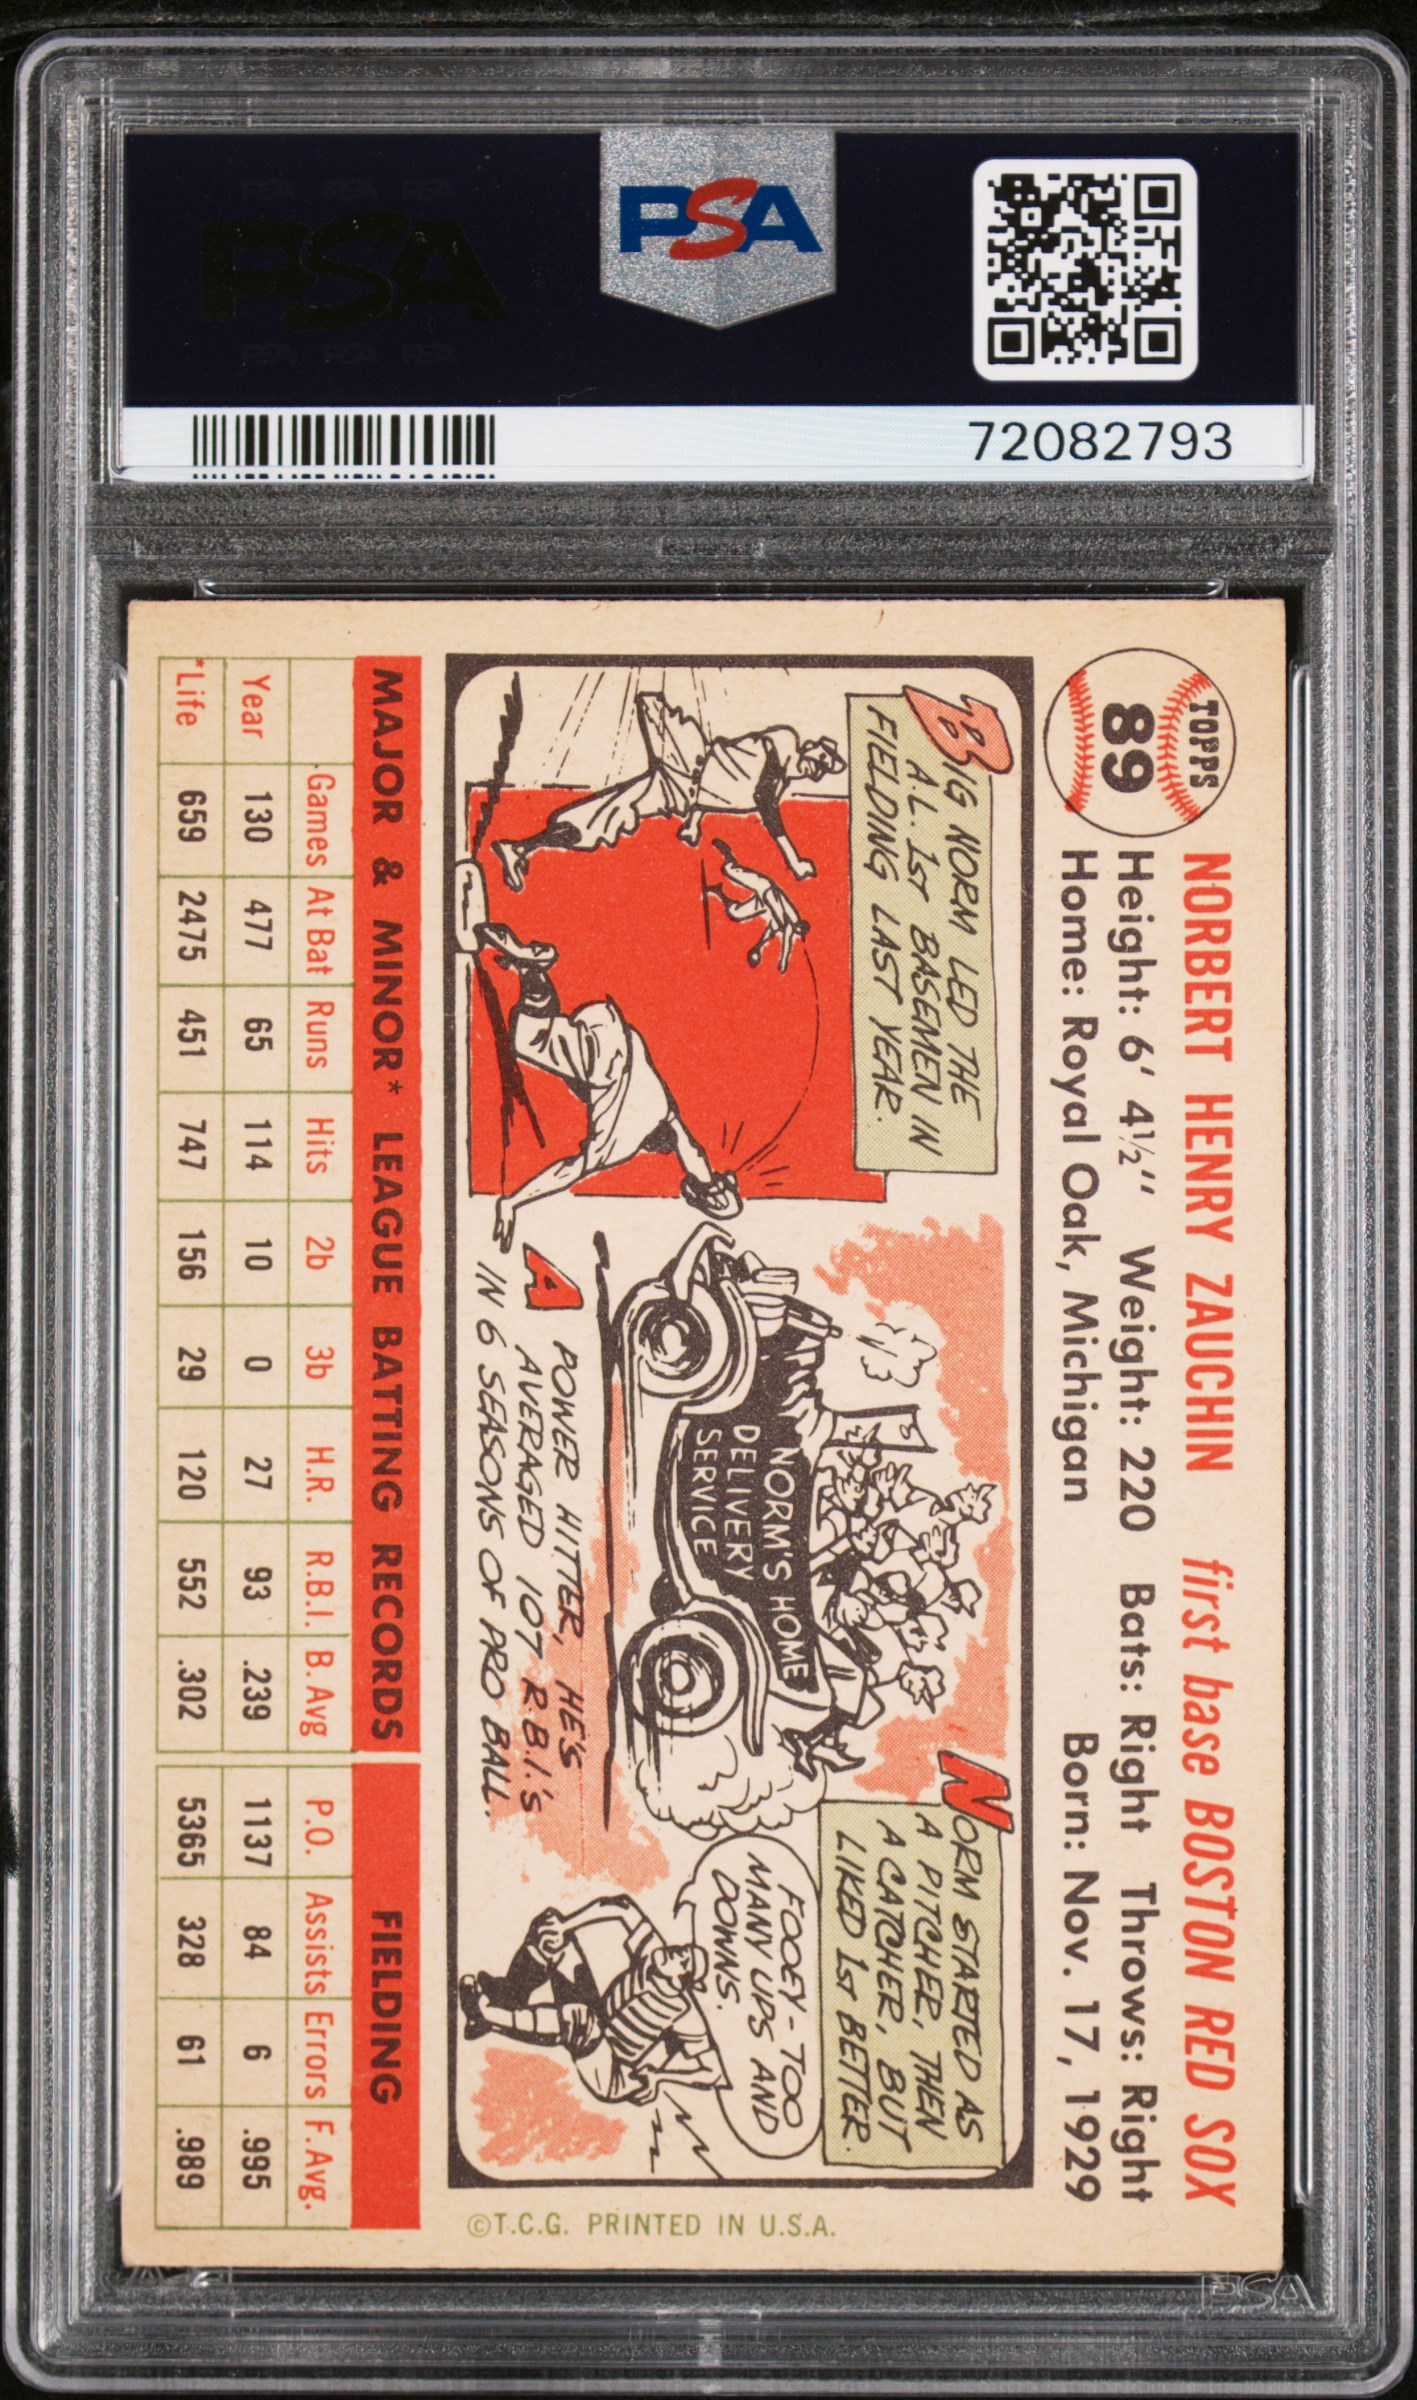 PSA
72082793
TOPPS
89
NORBERT HENRY ZAUCHIN first base BOSTON RED SOX
Height: 6' 4½" Weight: 220 Bats: Right Throws: Right
Home: Royal Oak, Michigan Born: Nov. 17, 1929
BIG NORM LED THE
A.L. 1ST BASEMEN IN
FIELDING LAST YEAR.
NORM'S HOME
DELIVERY
SERVICE
A
POWER HITTER, HE'S
AVERAGED 107 R.B.I.'S
IN 6 SEASONS OF PRO BALL.
NORM STARTED AS
A PITCHER, THEN
A CATCHER, BUT
LIKED 1ST BETTER.
FOOEY-TOO
MANY UPS AND
DOWNS.
MAJOR & MINOR* LEAGUE BATTING RECORDS FIELDING
Games At Bat Runs Hits 2b 3b H.R. R.B.I. B. Avg P.O. Assists Errors F. Avg.
Year 130 477 65 114 10 0 27 93 .239 1137 84 6 .995
*Life 659 2475 451 747 156 29 120 552 .302 5365 328 61 .989
©T.C.G. PRINTED IN U.S.A.
PSA